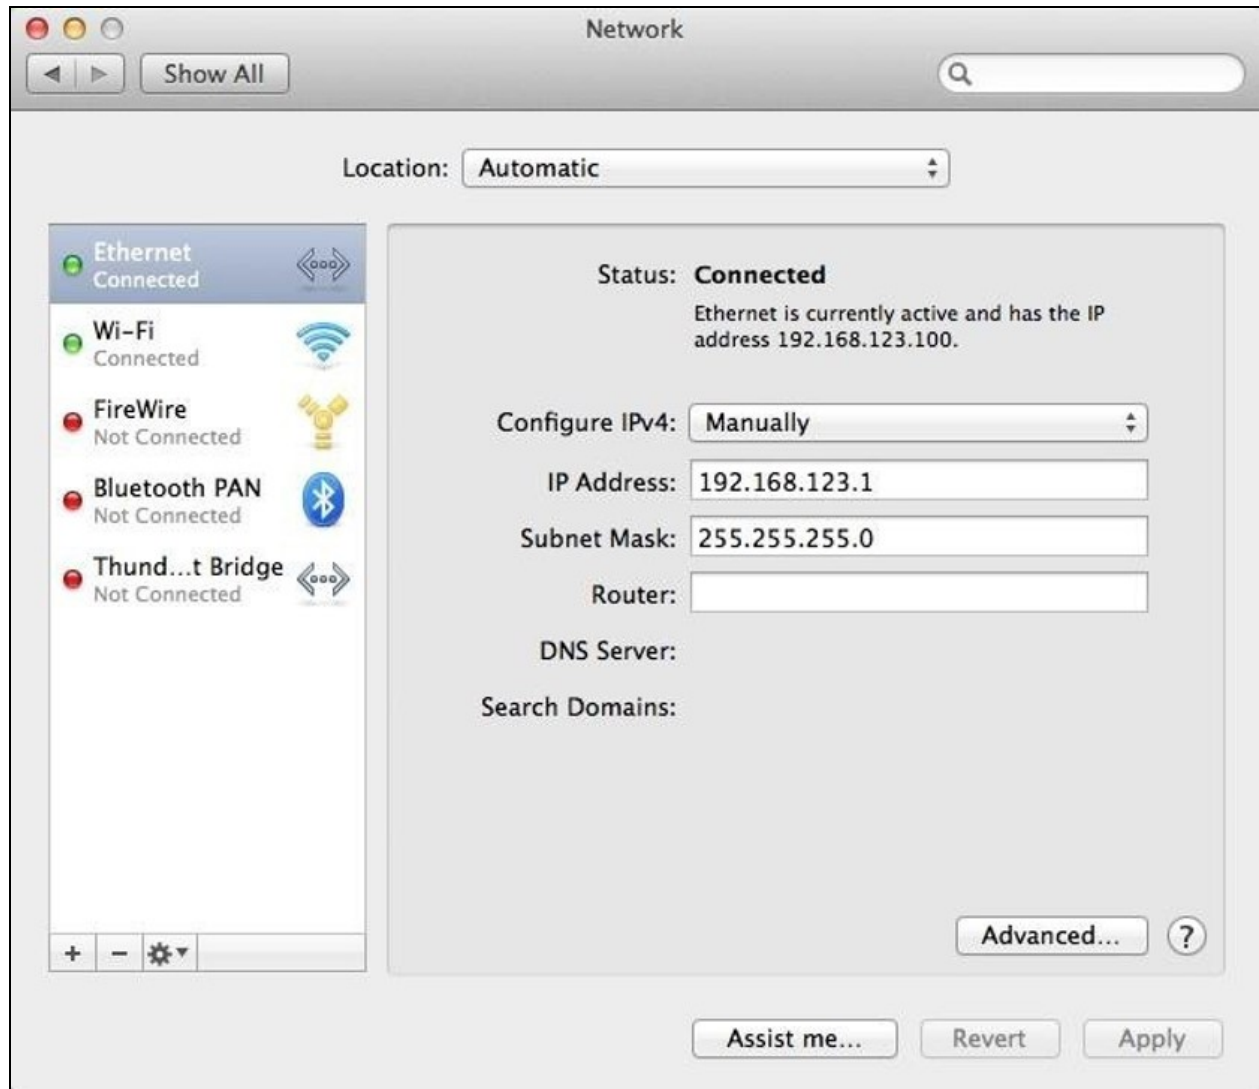 Network
Show All
Location: Automatic
Ethernet
Connected
Wi-Fi
Connected
FireWire
Not Connected
Bluetooth PAN
Not Connected
Thund...t Bridge
Not Connected
Status: Connected
Ethernet is currently active and has the IP
address 192.168.123.100.
Configure IPv4: Manually
IP Address: 192.168.123.1
Subnet Mask: 255.255.255.0
Router:
DNS Server:
Search Domains:
+ −
Advanced... ?
Assist me... Revert Apply